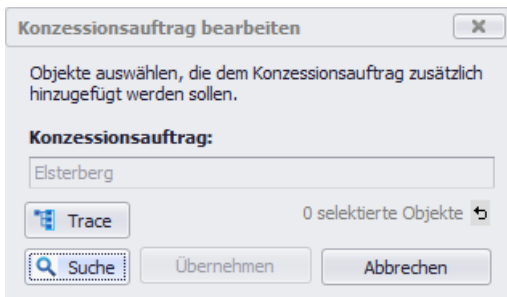 Konzessionsauftrag bearbeiten
Objekte auswählen, die dem Konzessionsauftrag zusätzlich
hinzugefügt werden sollen.
Konzessionsauftrag:
Elsterberg
Trace
0 selektierte Objekte
Suche
Übernehmen
Abbrechen